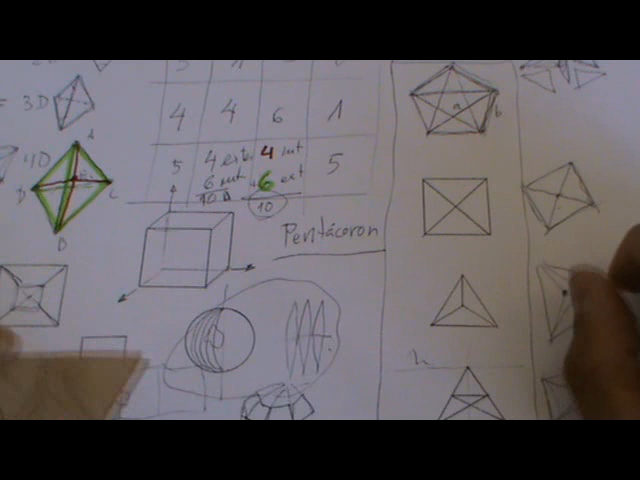 3D
4 4 6 1
4D
A
5 4 ext 4 int 5
6 int 6 ext
10 10
D C
B
Pentácoron
a b
h